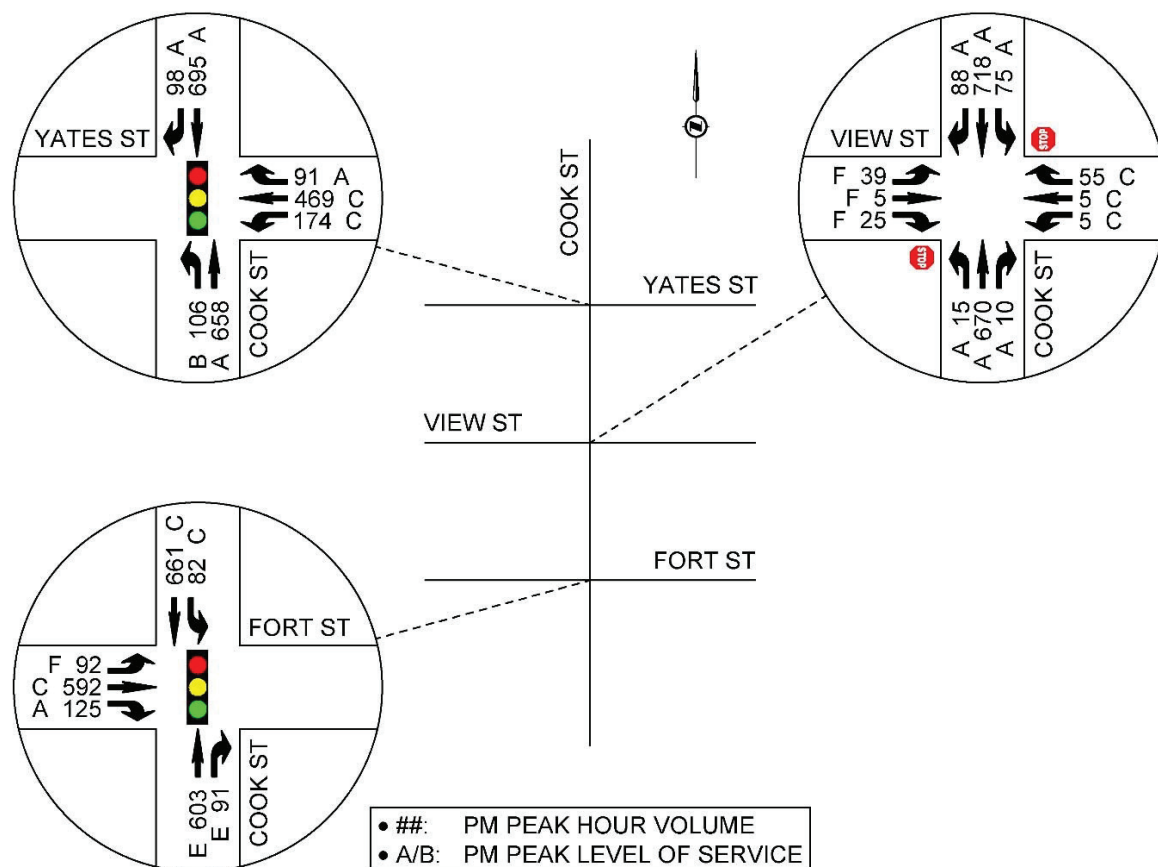 98 A
695 A
YATES ST
91 A
469 C
174 C
B 106
A 658
COOK ST
COOK ST
YATES ST
VIEW ST
FORT ST
88 A
718 A
75 A
VIEW ST
STOP
F 39
F 5
F 25
55 C
5 C
5 C
STOP
A 15
A 670
A 10
COOK ST
661 C
82 C
FORT ST
F 92
C 592
A 125
E 603
E 91
COOK ST
• ##: PM PEAK HOUR VOLUME
• A/B: PM PEAK LEVEL OF SERVICE